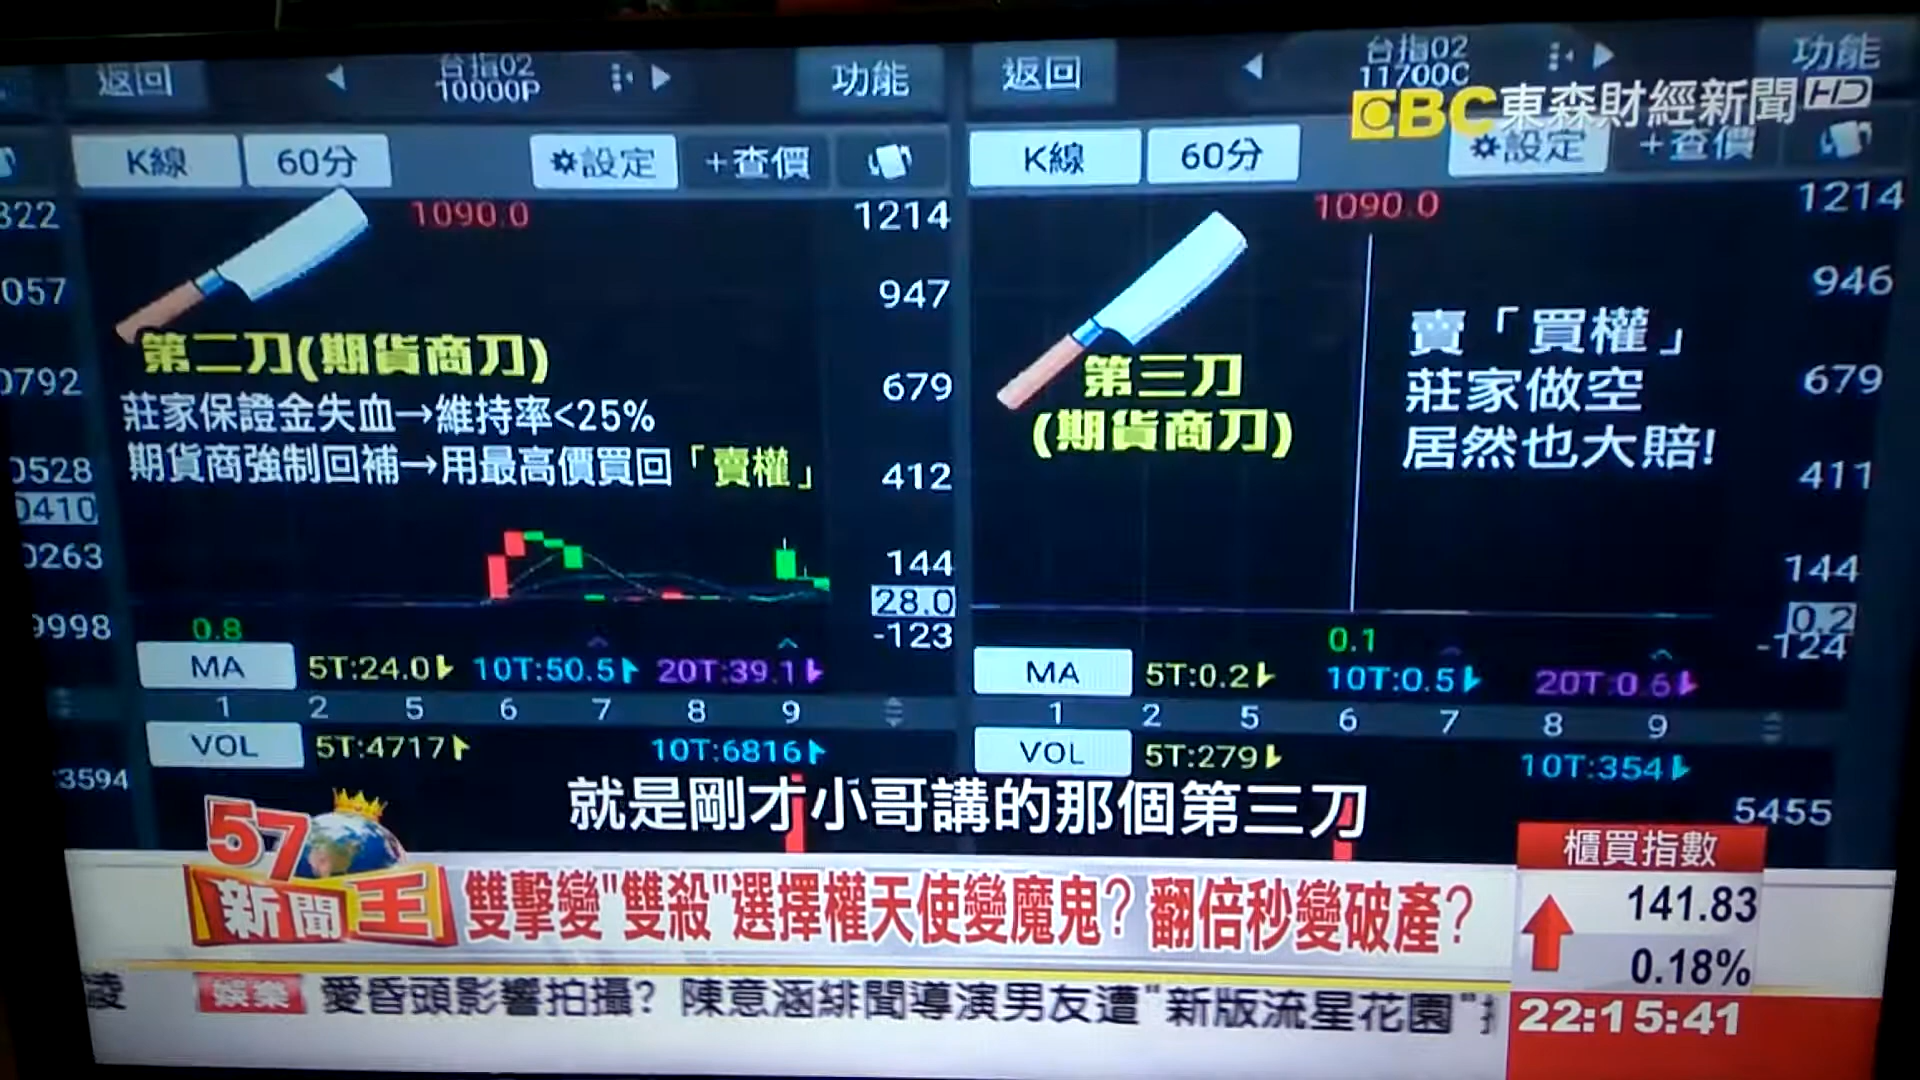 返回
台指02
10000P
功能
返回
台指02
11700C
功能
EBC東森財經新聞HD
K線
60分
設定
+查價
K線
60分
設定
+查價
322
057
0792
0528
0410
0263
9998
3594
1090.0
1214
947
679
412
144
28.0
-123
第二刀(期貨商刀)
莊家保證金失血→維持率<25%
期貨商強制回補→用最高價買回「賣權」
0.8
MA
5T:24.0
10T:50.5
20T:39.1
1 2 5 6 7 8 9
VOL
5T:4717
10T:6816
1090.0
1214
946
679
411
144
0.2
-124
第三刀
(期貨商刀)
賣「買權」
莊家做空
居然也大賠!
0.1
MA
5T:0.2
10T:0.5
20T:0.6
1 2 5 6 7 8 9
VOL
5T:279
10T:354
5455
就是剛才小哥講的那個第三刀
57
新聞王
雙擊變"雙殺"選擇權天使變魔鬼? 翻倍秒變破產?
櫃買指數
141.83
0.18%
22:15:41
凌
娛樂
愛昏頭影響拍攝? 陳意涵緋聞導演男友遭"新版流星花園"